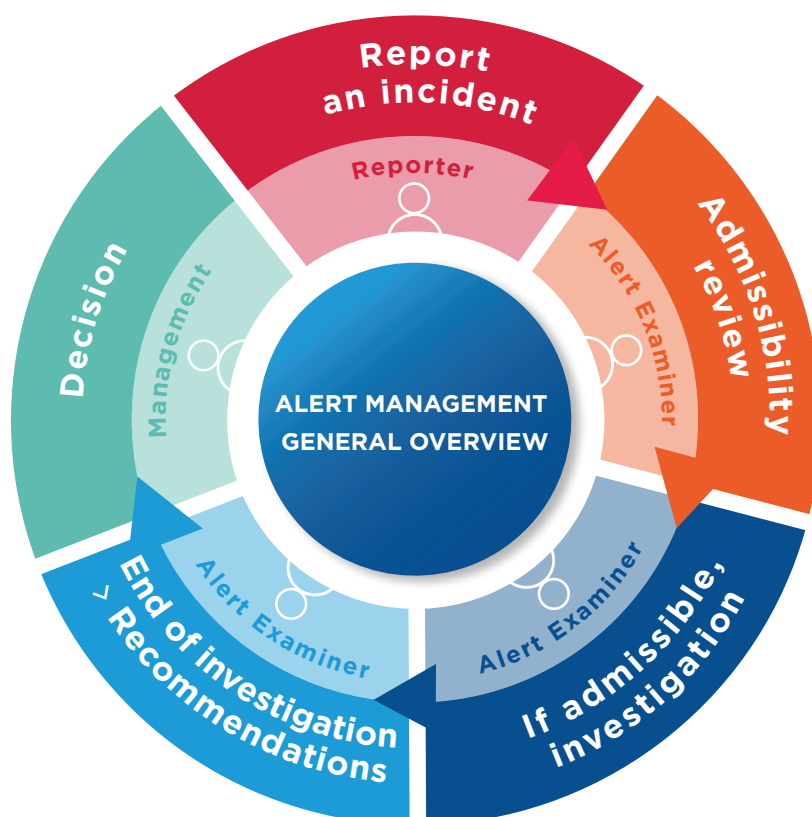 Report
an incident
Reporter
Admissibility
review
Alert Examiner
If admissible,
investigation
Alert Examiner
End of investigation
> Recommendations
Alert Examiner
Decision
Management
ALERT MANAGEMENT
GENERAL OVERVIEW